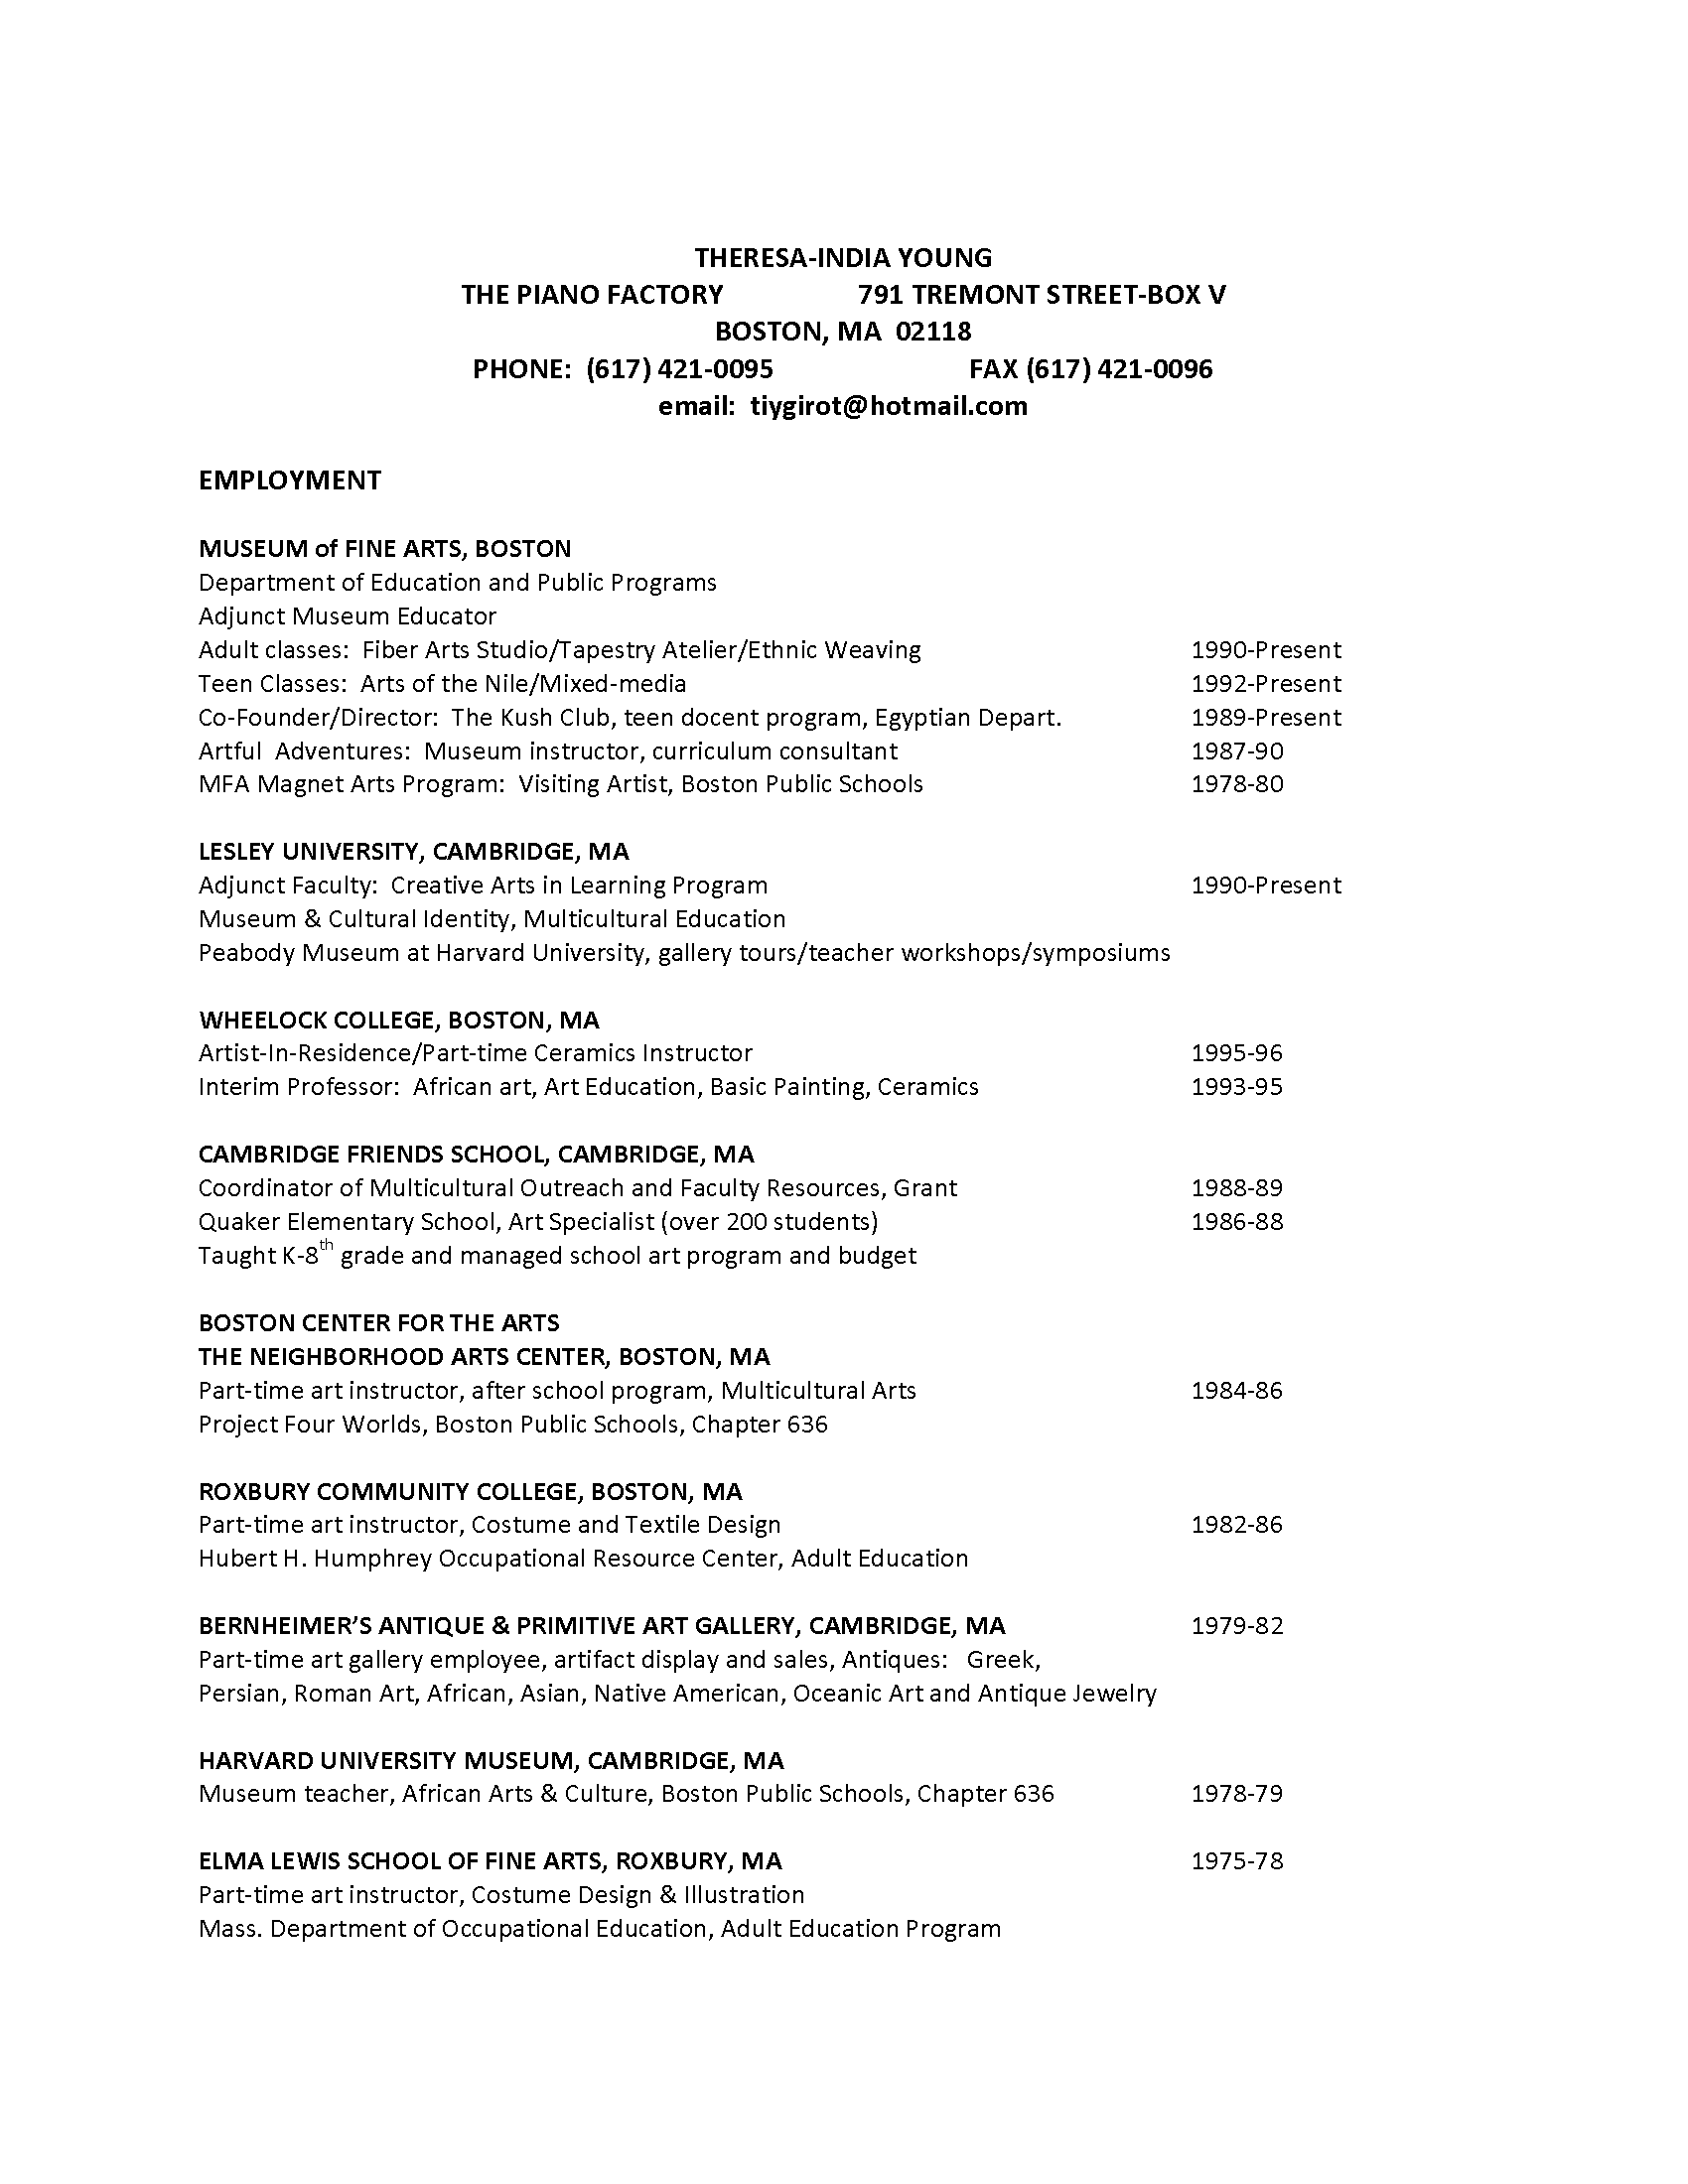 THERESA-INDIA YOUNG
THE PIANO FACTORY 791 TREMONT STREET-BOX V
BOSTON, MA 02118
PHONE: (617) 421-0095 FAX (617) 421-0096
email: tiygirot@hotmail.com
EMPLOYMENT
MUSEUM of FINE ARTS, BOSTON
Department of Education and Public Programs
Adjunct Museum Educator
Adult classes: Fiber Arts Studio/Tapestry Atelier/Ethnic Weaving 1990-Present
Teen Classes: Arts of the Nile/Mixed-media 1992-Present
Co-Founder/Director: The Kush Club, teen docent program, Egyptian Depart. 1989-Present
Artful Adventures: Museum instructor, curriculum consultant 1987-90
MFA Magnet Arts Program: Visiting Artist, Boston Public Schools 1978-80
LESLEY UNIVERSITY, CAMBRIDGE, MA
Adjunct Faculty: Creative Arts in Learning Program 1990-Present
Museum & Cultural Identity, Multicultural Education
Peabody Museum at Harvard University, gallery tours/teacher workshops/symposiums
WHEELOCK COLLEGE, BOSTON, MA
Artist-In-Residence/Part-time Ceramics Instructor 1995-96
Interim Professor: African art, Art Education, Basic Painting, Ceramics 1993-95
CAMBRIDGE FRIENDS SCHOOL, CAMBRIDGE, MA
Coordinator of Multicultural Outreach and Faculty Resources, Grant 1988-89
Quaker Elementary School, Art Specialist (over 200 students) 1986-88
Taught K-8th grade and managed school art program and budget
BOSTON CENTER FOR THE ARTS
THE NEIGHBORHOOD ARTS CENTER, BOSTON, MA
Part-time art instructor, after school program, Multicultural Arts 1984-86
Project Four Worlds, Boston Public Schools, Chapter 636
ROXBURY COMMUNITY COLLEGE, BOSTON, MA
Part-time art instructor, Costume and Textile Design 1982-86
Hubert H. Humphrey Occupational Resource Center, Adult Education
BERNHEIMER’S ANTIQUE & PRIMITIVE ART GALLERY, CAMBRIDGE, MA 1979-82
Part-time art gallery employee, artifact display and sales, Antiques: Greek,
Persian, Roman Art, African, Asian, Native American, Oceanic Art and Antique Jewelry
HARVARD UNIVERSITY MUSEUM, CAMBRIDGE, MA
Museum teacher, African Arts & Culture, Boston Public Schools, Chapter 636 1978-79
ELMA LEWIS SCHOOL OF FINE ARTS, ROXBURY, MA 1975-78
Part-time art instructor, Costume Design & Illustration
Mass. Department of Occupational Education, Adult Education Program